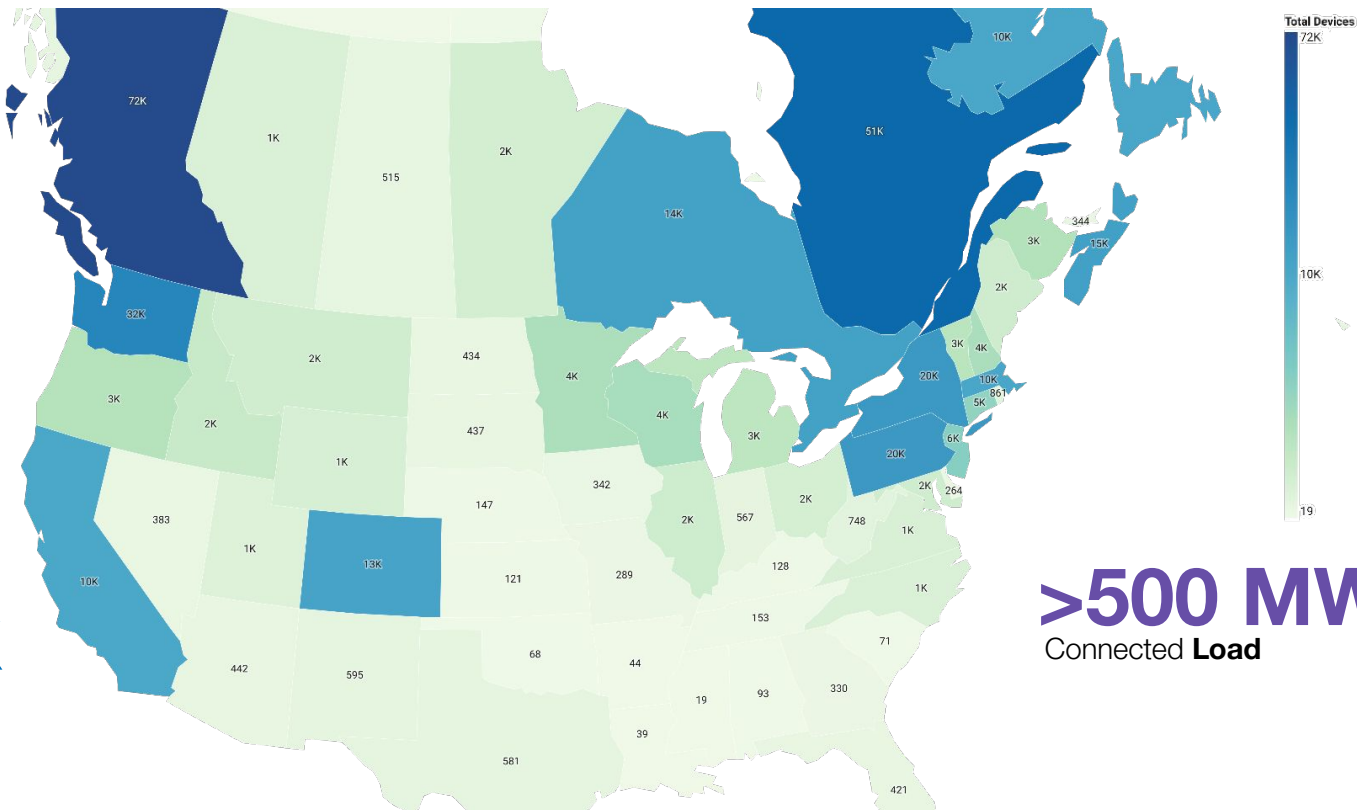 Total Devices
72K
10K
19
10K
72K
51K
1K
2K
515
14K
344
3K
15K
2K
32K
434
3K
4K
2K
4K
20K
10K
861
3K
5K
4K
2K
437
3K
6K
20K
1K
342
2K
264
147
2K
383
567
2K
748
1K
1K
13K
128
10K
121
289
1K
153
71
68
442
44
595
330
93
19
39
581
421
>500 MW
Connected Load